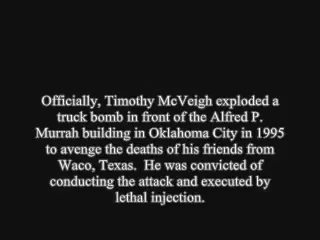 Officially, Timothy McVeigh exploded a
truck bomb in front of the Alfred P.
Murrah building in Oklahoma City in 1995
to avenge the deaths of his friends from
Waco, Texas.  He was convicted of
conducting the attack and executed by
lethal injection.